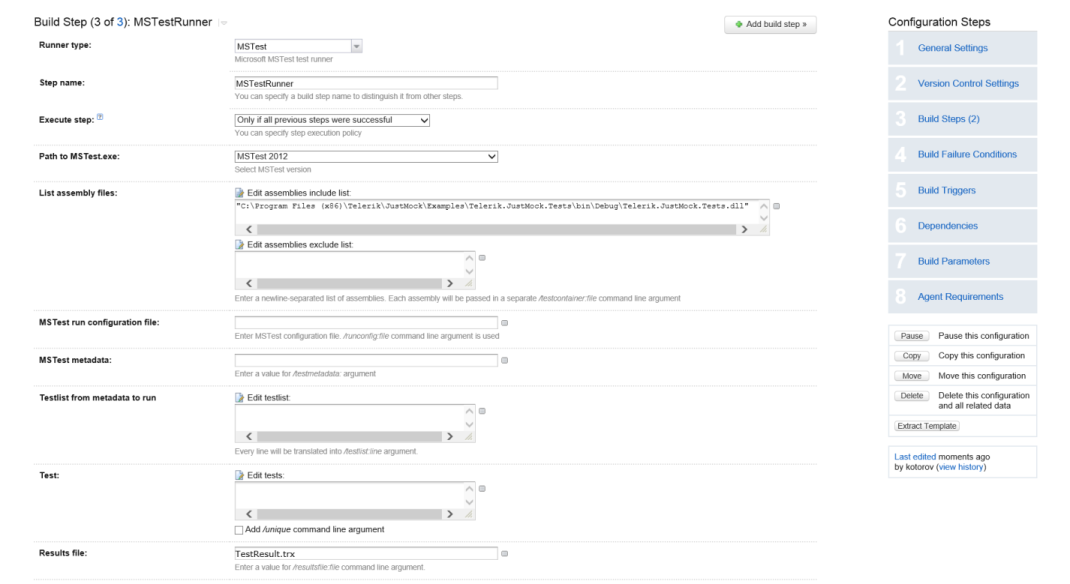 Build Step (3 of 3): MSTestRunner
Add build step »
Runner type:
MSTest
Microsoft MSTest test runner
Step name:
MSTestRunner
You can specify a build step name to distinguish it from other steps.
Execute step:
Only if all previous steps were successful
You can specify step execution policy
Path to MSTest.exe:
MSTest 2012
Select MSTest version
List assembly files:
Edit assemblies include list:
"C:\Program Files (x86)\Telerik\JustMock\Examples\Telerik.JustMock.Tests\bin\Debug\Telerik.JustMock.Tests.dll"
Edit assemblies exclude list:
Enter a newline-separated list of assemblies. Each assembly will be passed in a separate /testcontainer:file command line argument
MSTest run configuration file:
Enter MSTest configuration file. /runconfig:file command line argument is used
MSTest metadata:
Enter a value for /testmetadata: argument
Testlist from metadata to run
Edit testlist:
Every line will be translated into /testlist:line argument.
Test:
Edit tests:
Add /unique command line argument
Results file:
TestResult.trx
Enter a value for /resultsfile:file command line argument.
Configuration Steps
1 General Settings
2 Version Control Settings
3 Build Steps (2)
4 Build Failure Conditions
5 Build Triggers
6 Dependencies
7 Build Parameters
8 Agent Requirements
Pause Pause this configuration
Copy Copy this configuration
Move Move this configuration
Delete Delete this configuration
and all related data
Extract Template
Last edited moments ago
by kotorov (view history)